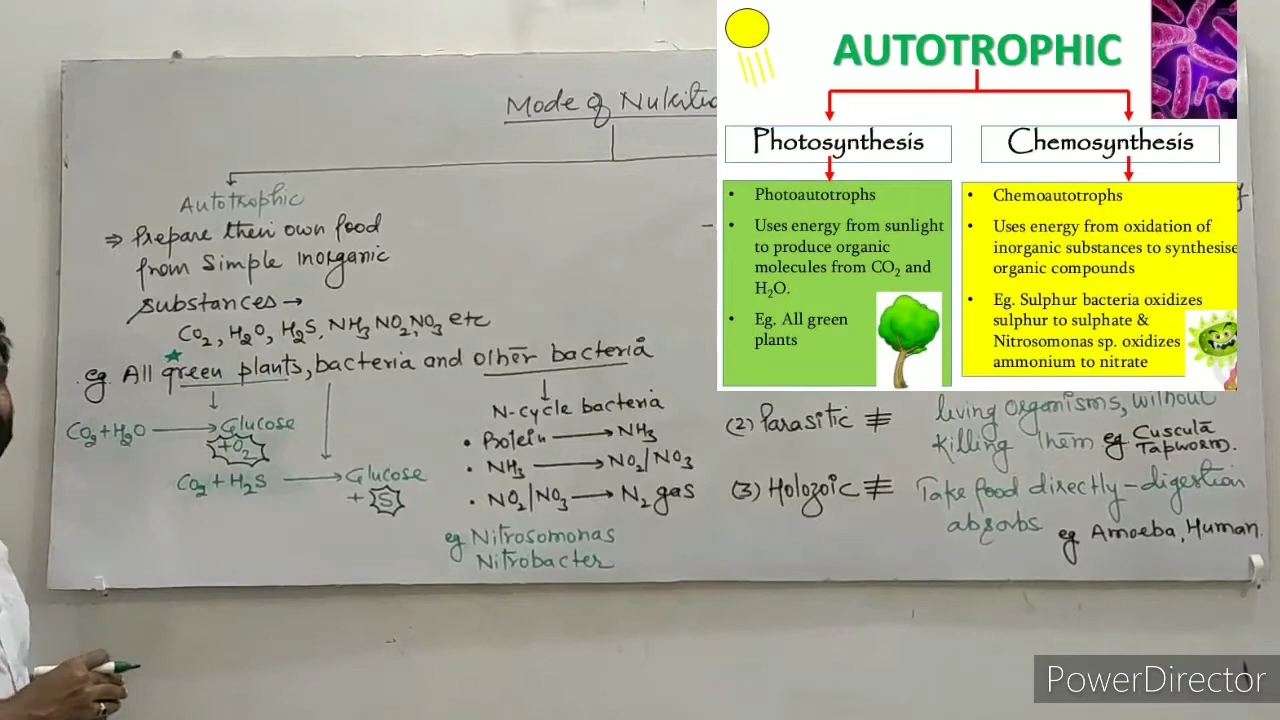 Mode of Nutritio
Autotrophic
⇒ Prepare their own food
from Simple inorganic
substances →
CO2, H2O, H2S, NH3 NO2, NO3 etc
eg. All green plants, bacteria and other bacteria
CO2+H2O → Glucose
+O2
CO2 + H2S → Glucose
+ S
N-cycle bacteria
• Protein → NH3
• NH3 → NO2/NO3
• NO2/NO3 → N2 gas
eg Nitrosomonas
Nitrobacter
AUTOTROPHIC
Photosynthesis
• Photoautotrophs
• Uses energy from sunlight
to produce organic
molecules from CO2 and
H2O.
• Eg. All green
plants
Chemosynthesis
• Chemoautotrophs
• Uses energy from oxidation of
inorganic substances to synthesise
organic compounds
• Eg. Sulphur bacteria oxidizes
sulphur to sulphate &
Nitrosomonas sp. oxidizes
ammonium to nitrate
(2) Parasitic ≢ living organisms, without
killing them eg Cuscuta
Tapworm.
(3) Holozoic ≢ Take food directly - digestion
absorbs eg Amoeba, Human.
PowerDirector